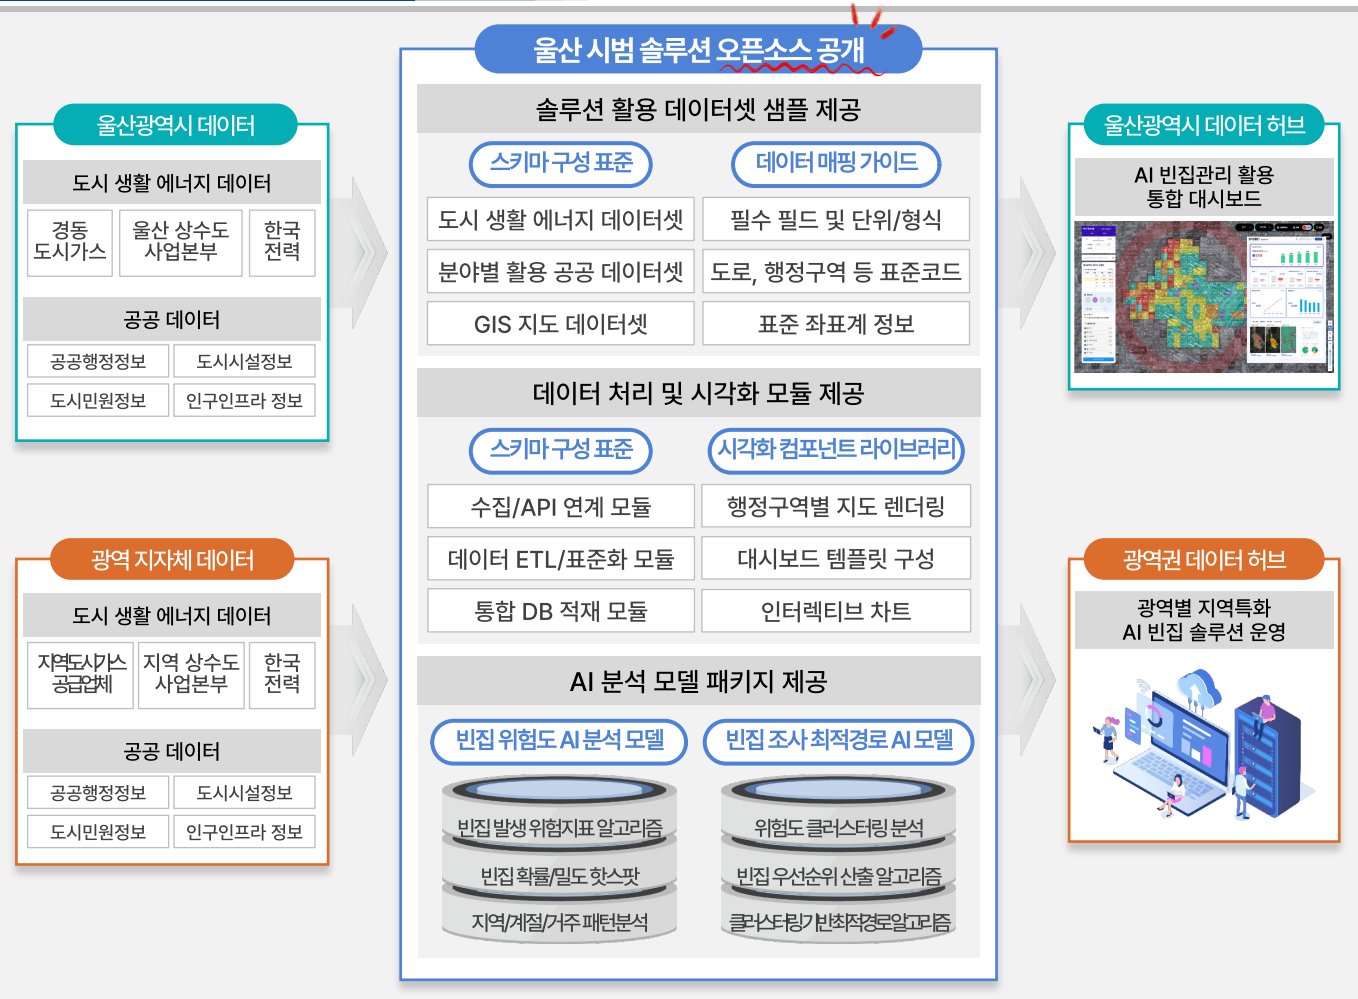 울산 시범 솔루션 오픈소스 공개
울산광역시 데이터
도시 생활 에너지 데이터
경동
도시가스
울산 상수도
사업본부
한국
전력
공공 데이터
공공행정정보
도시시설정보
도시민원정보
인구인프라 정보
광역 지자체 데이터
도시 생활 에너지 데이터
지역도시가스
공급업체
지역 상수도
사업본부
한국
전력
공공 데이터
공공행정정보
도시시설정보
도시민원정보
인구인프라 정보
솔루션 활용 데이터셋 샘플 제공
스키마 구성 표준
데이터 매핑 가이드
도시 생활 에너지 데이터셋
필수 필드 및 단위/형식
분야별 활용 공공 데이터셋
도로, 행정구역 등 표준코드
GIS 지도 데이터셋
표준 좌표계 정보
데이터 처리 및 시각화 모듈 제공
스키마 구성 표준
시각화 컴포넌트 라이브러리
수집/API 연계 모듈
행정구역별 지도 렌더링
데이터 ETL/표준화 모듈
대시보드 템플릿 구성
통합 DB 적재 모듈
인터렉티브 차트
AI 분석 모델 패키지 제공
빈집 위험도 AI 분석 모델
빈집 조사 최적경로 AI 모델
빈집 발생 위험지표 알고리즘
위험도 클러스터링 분석
빈집 확률/밀도 핫스팟
빈집 우선순위 산출 알고리즘
지역/계절/거주 패턴분석
클러스터링기반최적경로알고리즘
울산광역시 데이터 허브
AI 빈집관리 활용
통합 대시보드
광역권 데이터 허브
광역별 지역특화
AI 빈집 솔루션 운영